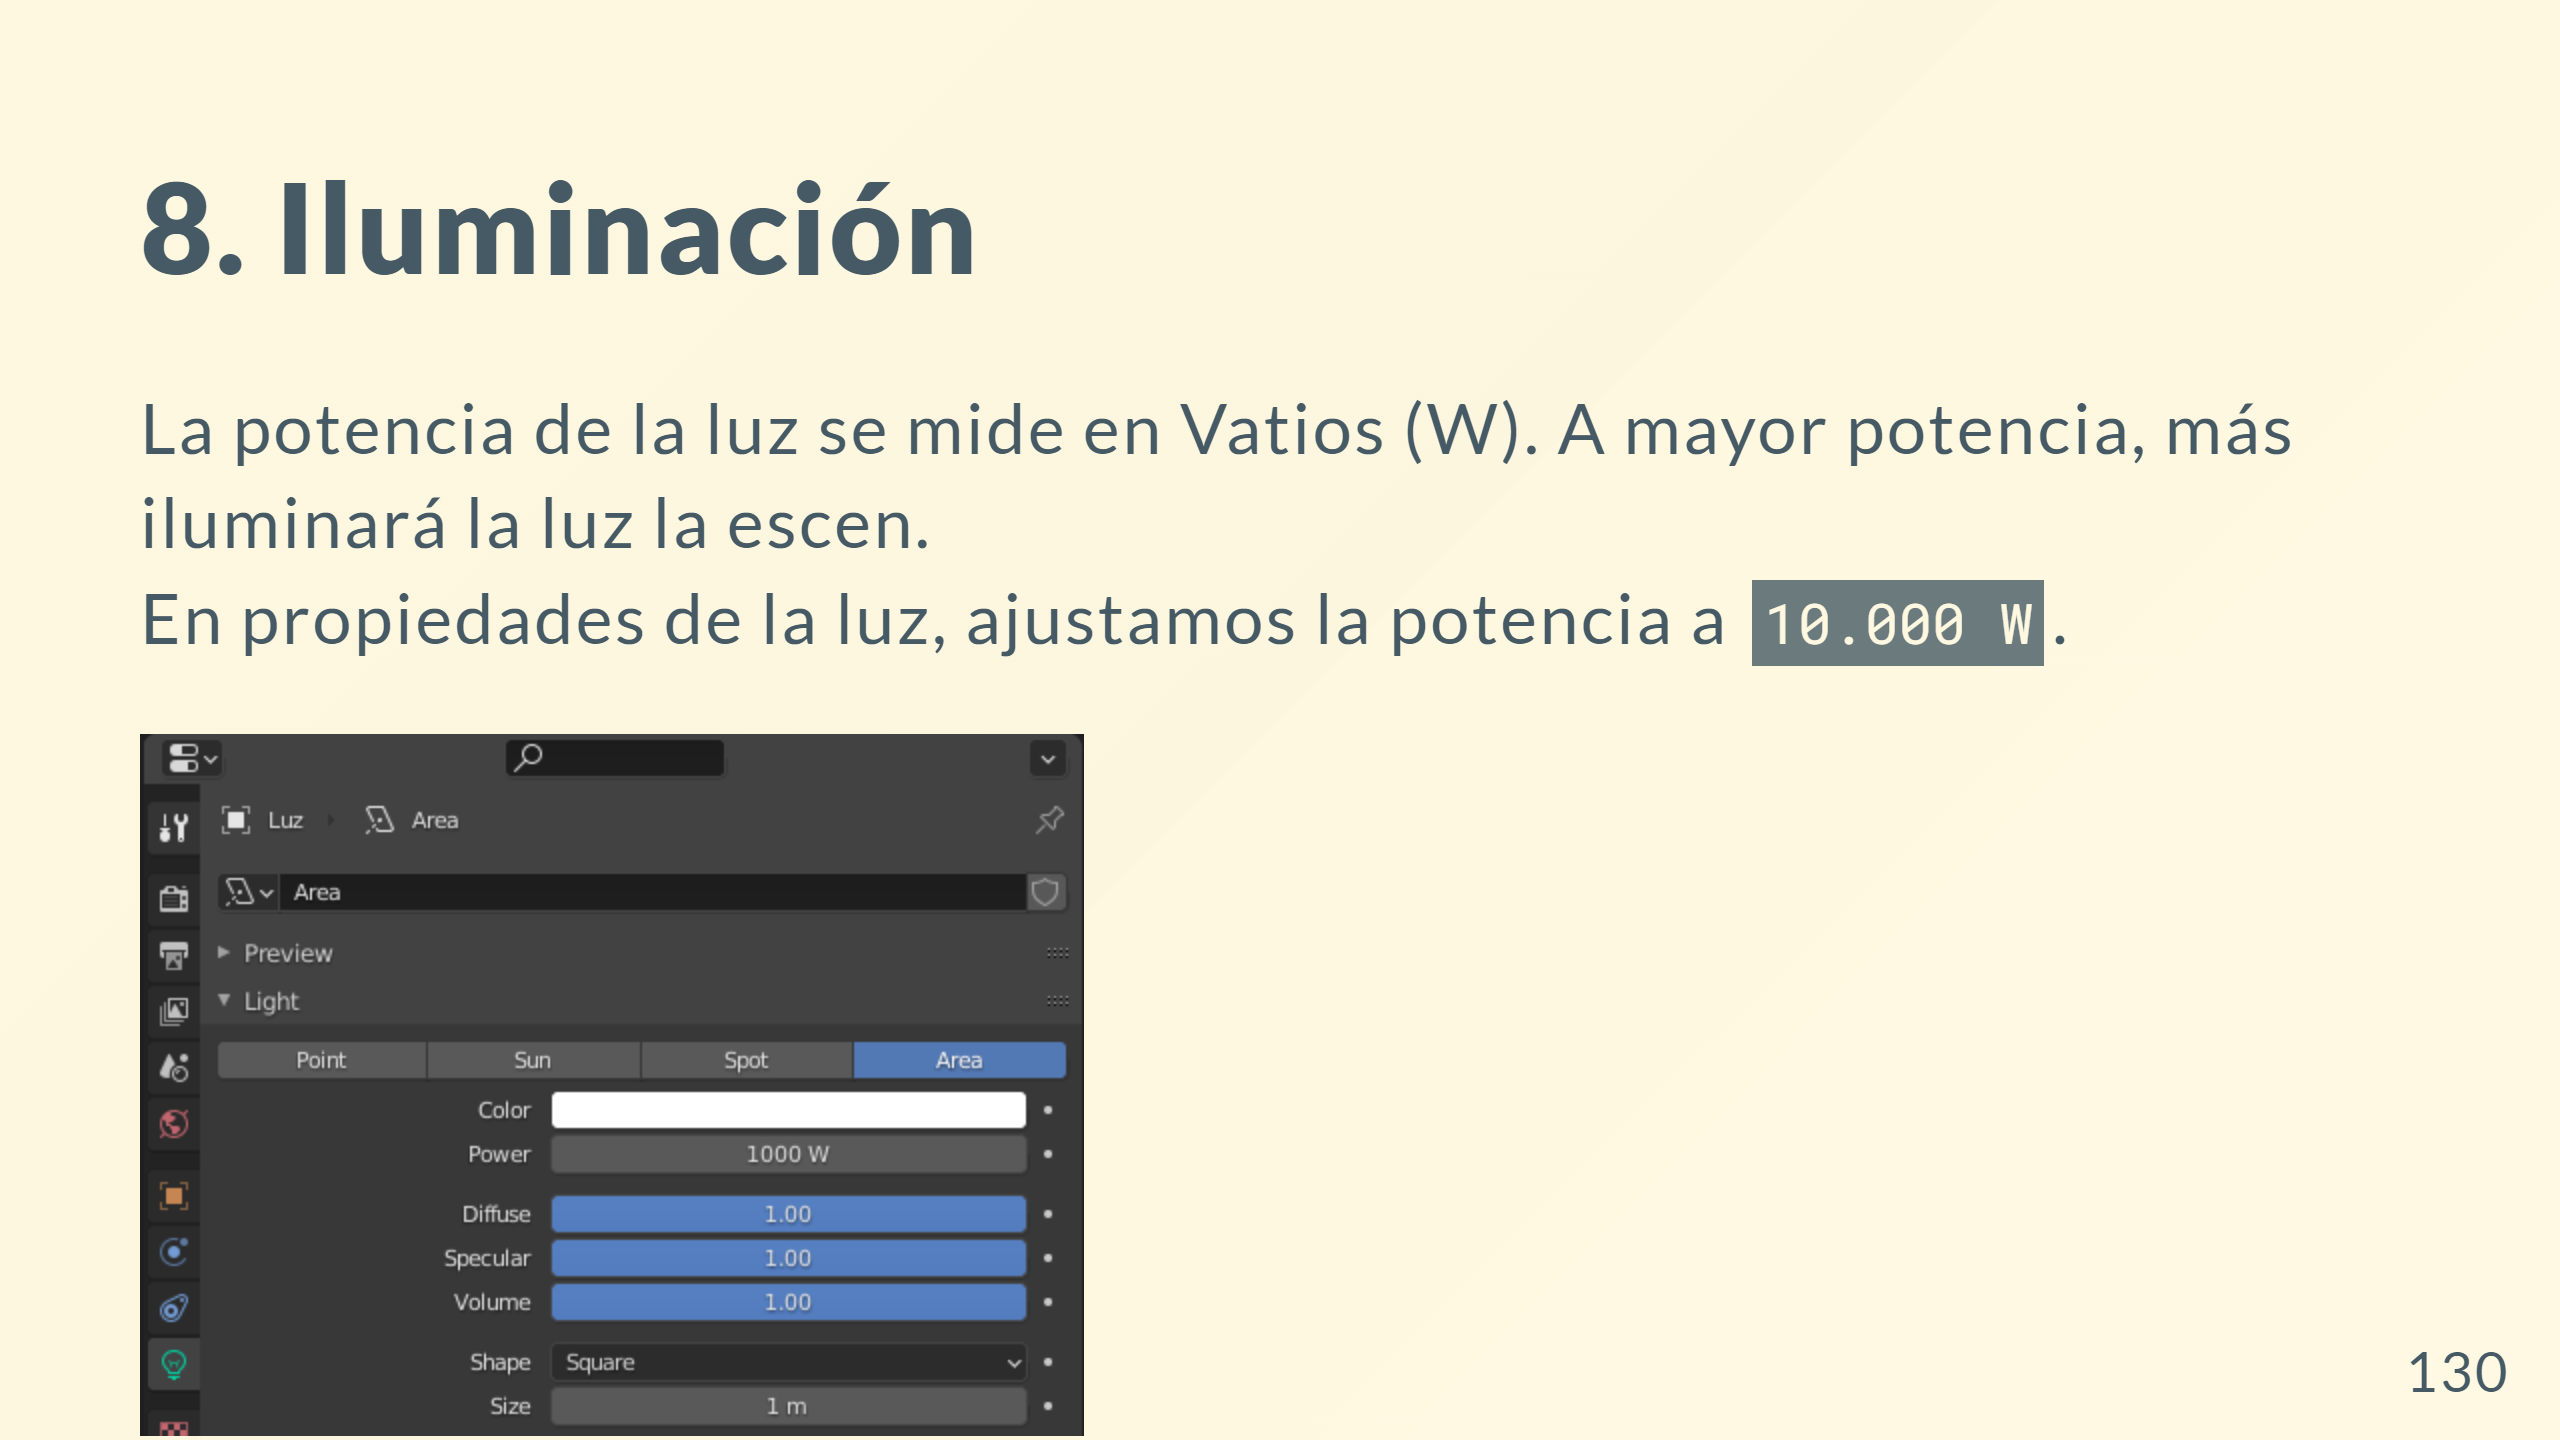 8. Iluminación
La potencia de la luz se mide en Vatios (W). A mayor potencia, más
iluminará la luz la escen.
En propiedades de la luz, ajustamos la potencia a 10.000 W.
Luz Area
Area
Preview
Light
Point Sun Spot Area
Color
Power 1000 W
Diffuse 1.00
Specular 1.00
Volume 1.00
Shape Square
Size 1 m
130